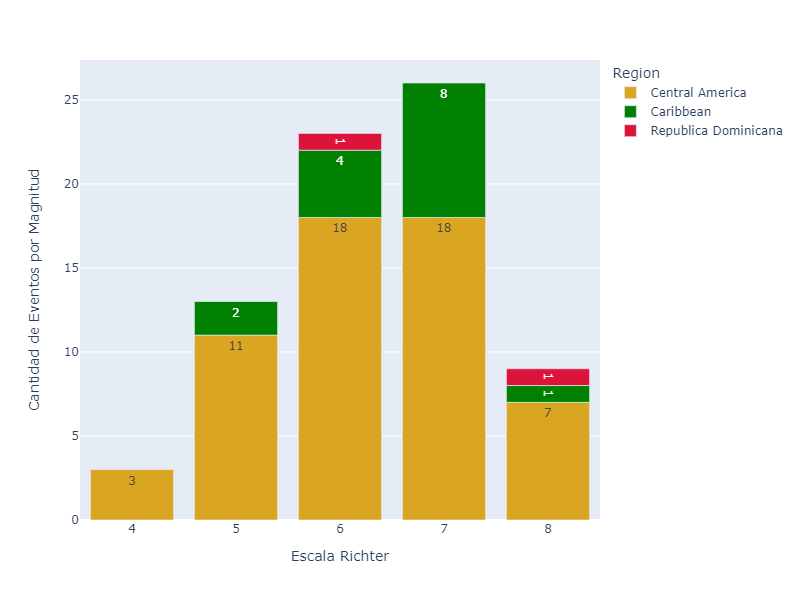 Region
Central America
Caribbean
Republica Dominicana
Cantidad de Eventos por Magnitud
25
20
15
10
5
0
3
11
2
18
4
1
18
8
7
1
1
4 5 6 7 8
Escala Richter